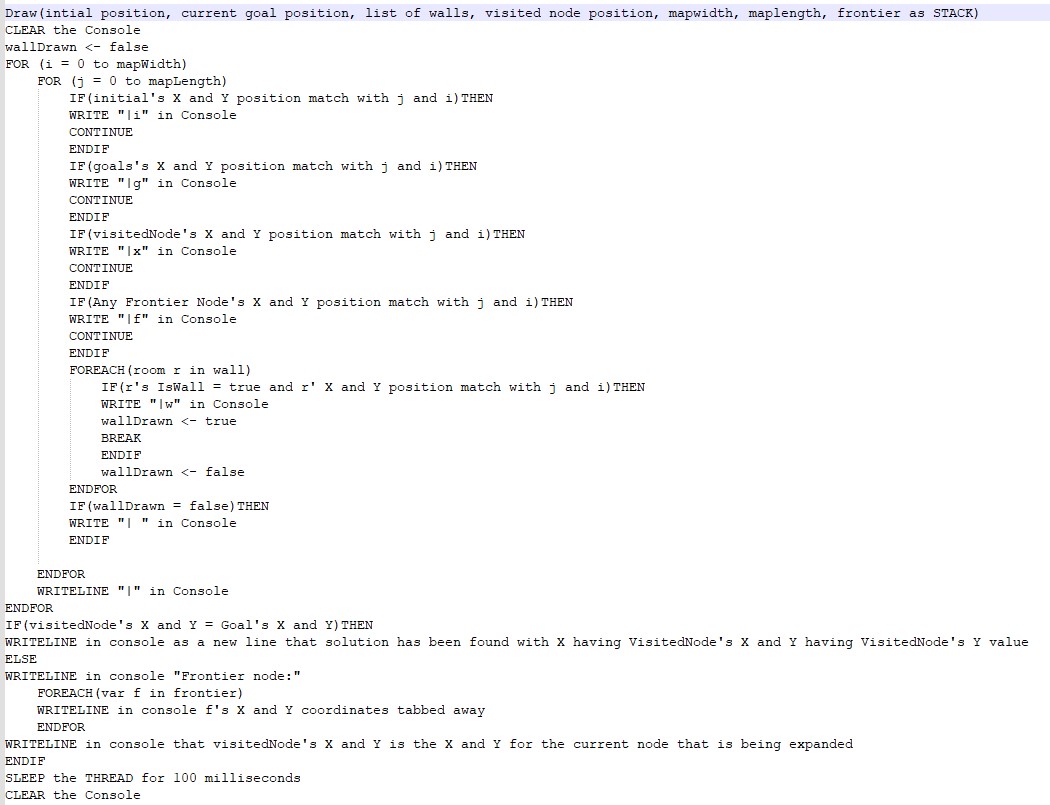 Draw(intial position, current goal position, list of walls, visited node position, mapwidth, maplength, frontier as STACK)
CLEAR the Console
wallDrawn <- false
FOR (i = 0 to mapWidth)
    FOR (j = 0 to mapLength)
        IF(initial's X and Y position match with j and i)THEN
        WRITE "|i" in Console
        CONTINUE
        ENDIF
        IF(goals's X and Y position match with j and i)THEN
        WRITE "|g" in Console
        CONTINUE
        ENDIF
        IF(visitedNode's X and Y position match with j and i)THEN
        WRITE "|x" in Console
        CONTINUE
        ENDIF
        IF(Any Frontier Node's X and Y position match with j and i)THEN
        WRITE "|f" in Console
        CONTINUE
        ENDIF
        FOREACH(room r in wall)
            IF(r's IsWall = true and r' X and Y position match with j and i)THEN
            WRITE "|w" in Console
            wallDrawn <- true
            BREAK
            ENDIF
            wallDrawn <- false
        ENDFOR
        IF(wallDrawn = false)THEN
        WRITE "| " in Console
        ENDIF
    ENDFOR
    WRITELINE "|" in Console
ENDFOR
IF(visitedNode's X and Y = Goal's X and Y)THEN
WRITELINE in console as a new line that solution has been found with X having VisitedNode's X and Y having VisitedNode's Y value
ELSE
WRITELINE in console "Frontier node:"
    FOREACH(var f in frontier)
    WRITELINE in console f's X and Y coordinates tabbed away
    ENDFOR
WRITELINE in console that visitedNode's X and Y is the X and Y for the current node that is being expanded
ENDIF
SLEEP the THREAD for 100 milliseconds
CLEAR the Console